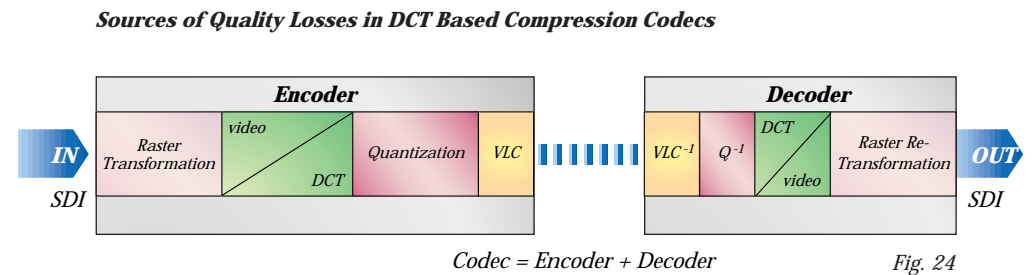 Sources of Quality Losses in DCT Based Compression Codecs
Encoder
Decoder
IN
SDI
Raster
Transformation
video
DCT
Quantization
VLC
VLC⁻¹
Q⁻¹
DCT
video
Raster Re-
Transformation
OUT
SDI
Codec = Encoder + Decoder
Fig. 24